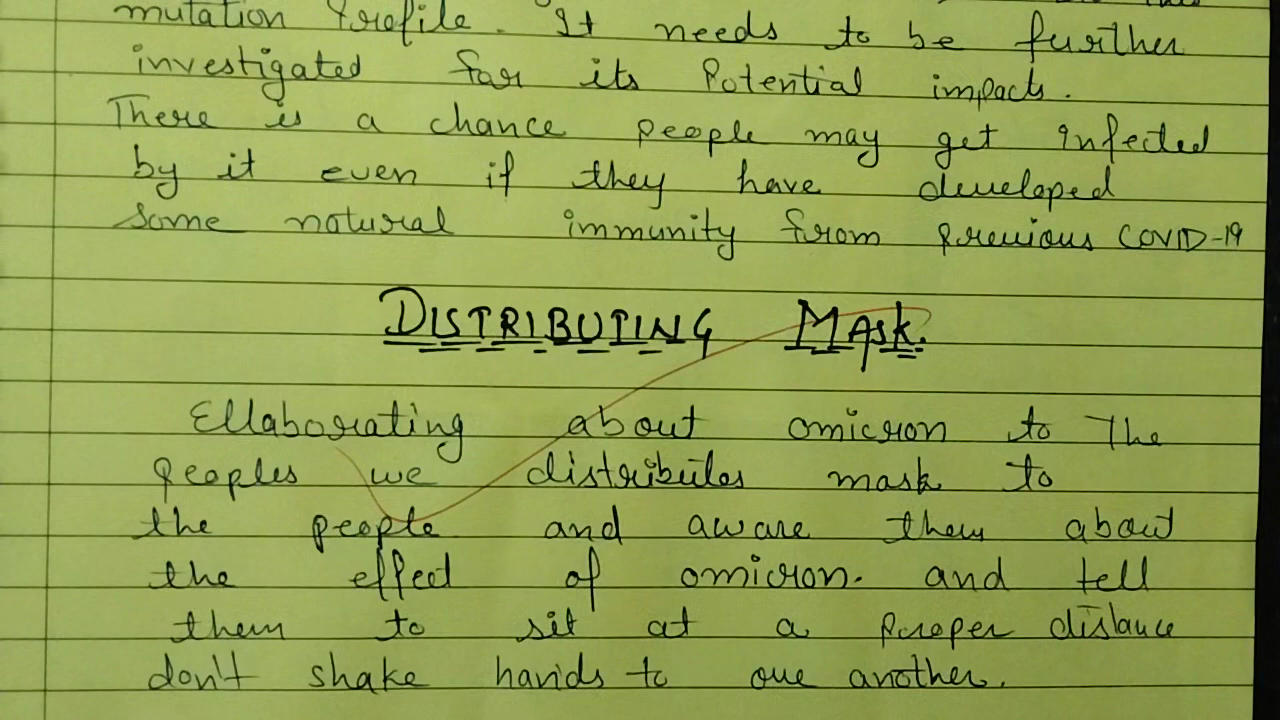 mutation Profile. It needs to be further
investigated for its Potential impacts.
There is a chance people may get infected
by it even if they have developed
some natural immunity from previous COVID-19
DISTRIBUTING MASK.
Ellaborating about omicron to The
Peoples we distributes mask to
the people and aware them about
the effect of omicron. and tell
them to sit at a proper distance
don't shake hands to one another.